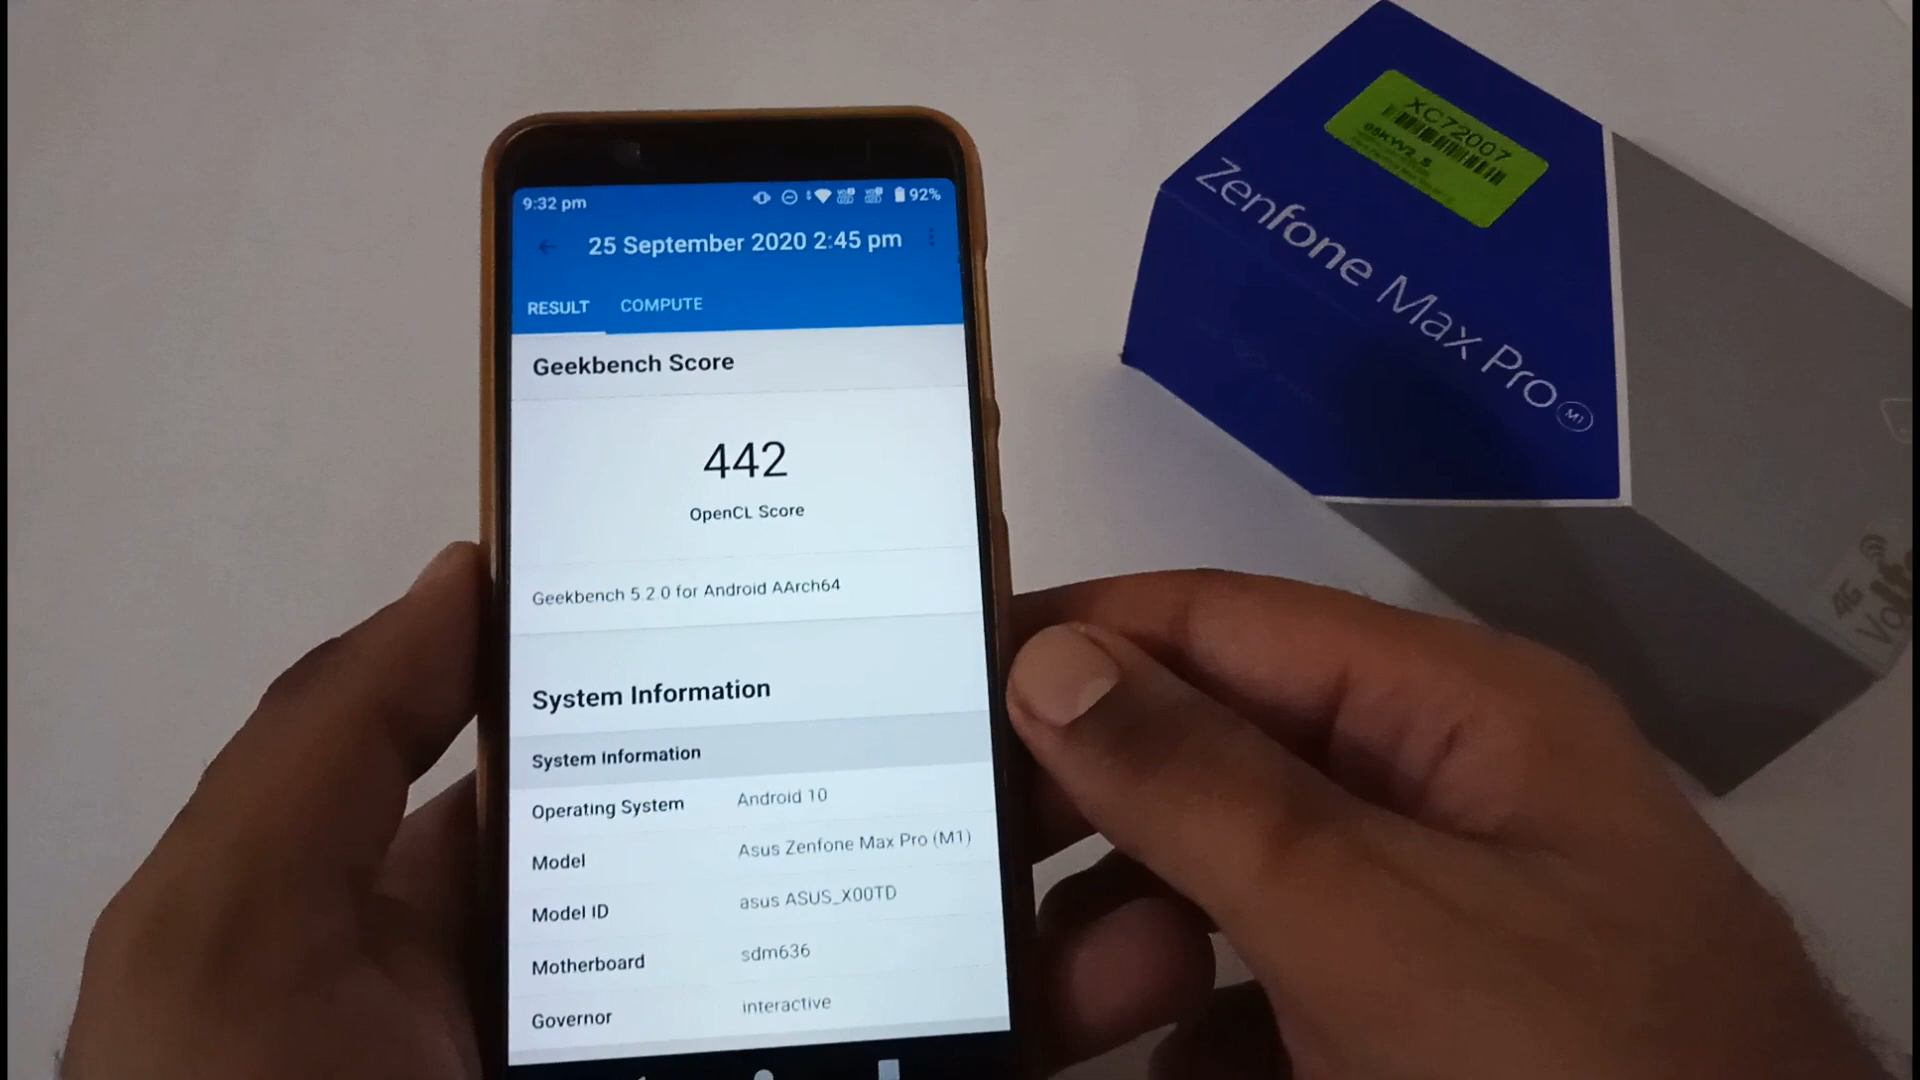 9:32 pm
92%
25 September 2020 2:45 pm
RESULT
COMPUTE
Geekbench Score
442
OpenCL Score
Geekbench 5.2.0 for Android AArch64
System Information
System Information
Operating System
Android 10
Model
Asus Zenfone Max Pro (M1)
Model ID
asus ASUS_X00TD
Motherboard
sdm636
Governor
interactive
XC72007
Zenfone Max Pro M1
4G